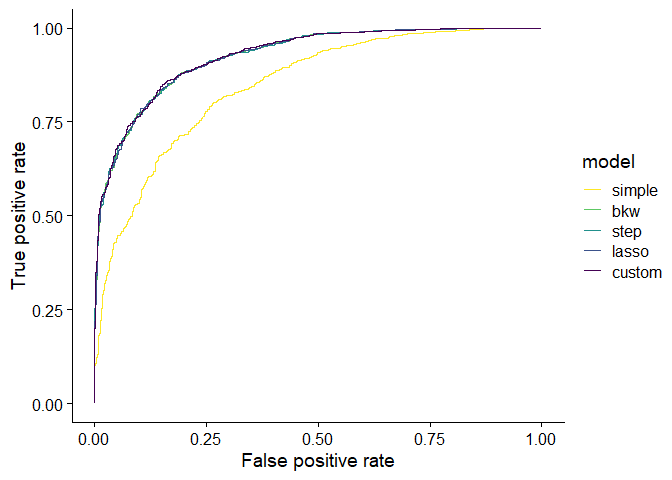 1.00
0.75
0.50
0.25
0.00
True positive rate
0.00 0.25 0.50 0.75 1.00
False positive rate
model
simple
bkw
step
lasso
custom